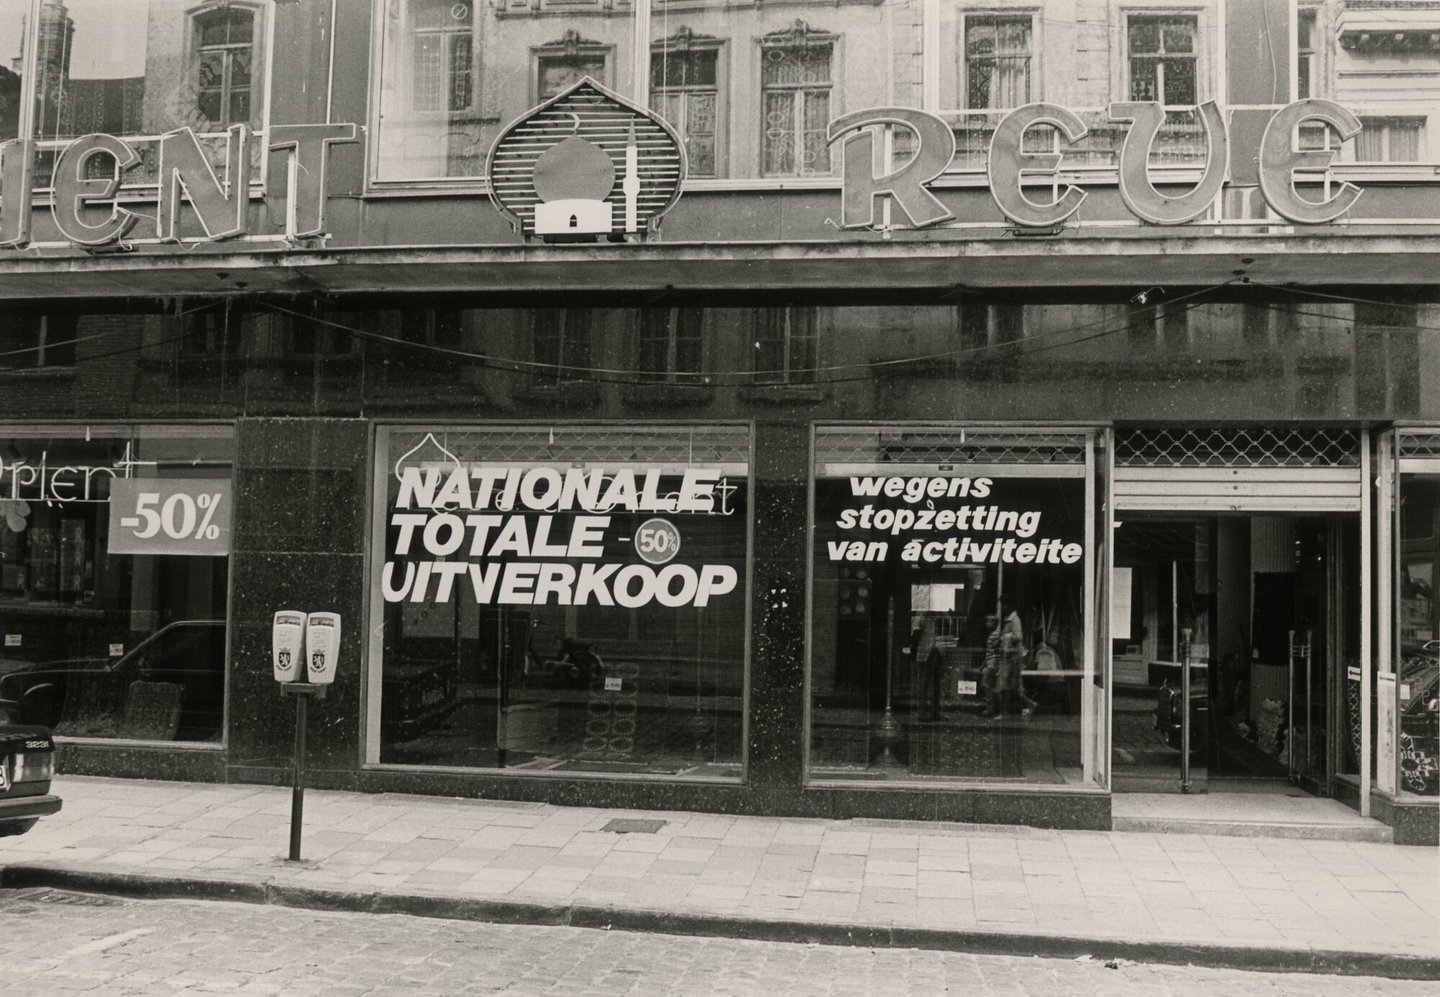 IENT REVE
Orient
-50%
NATIONALE
TOTALE -50%
UITVERKOOP
wegens
stopzetting
van activiteite
323i